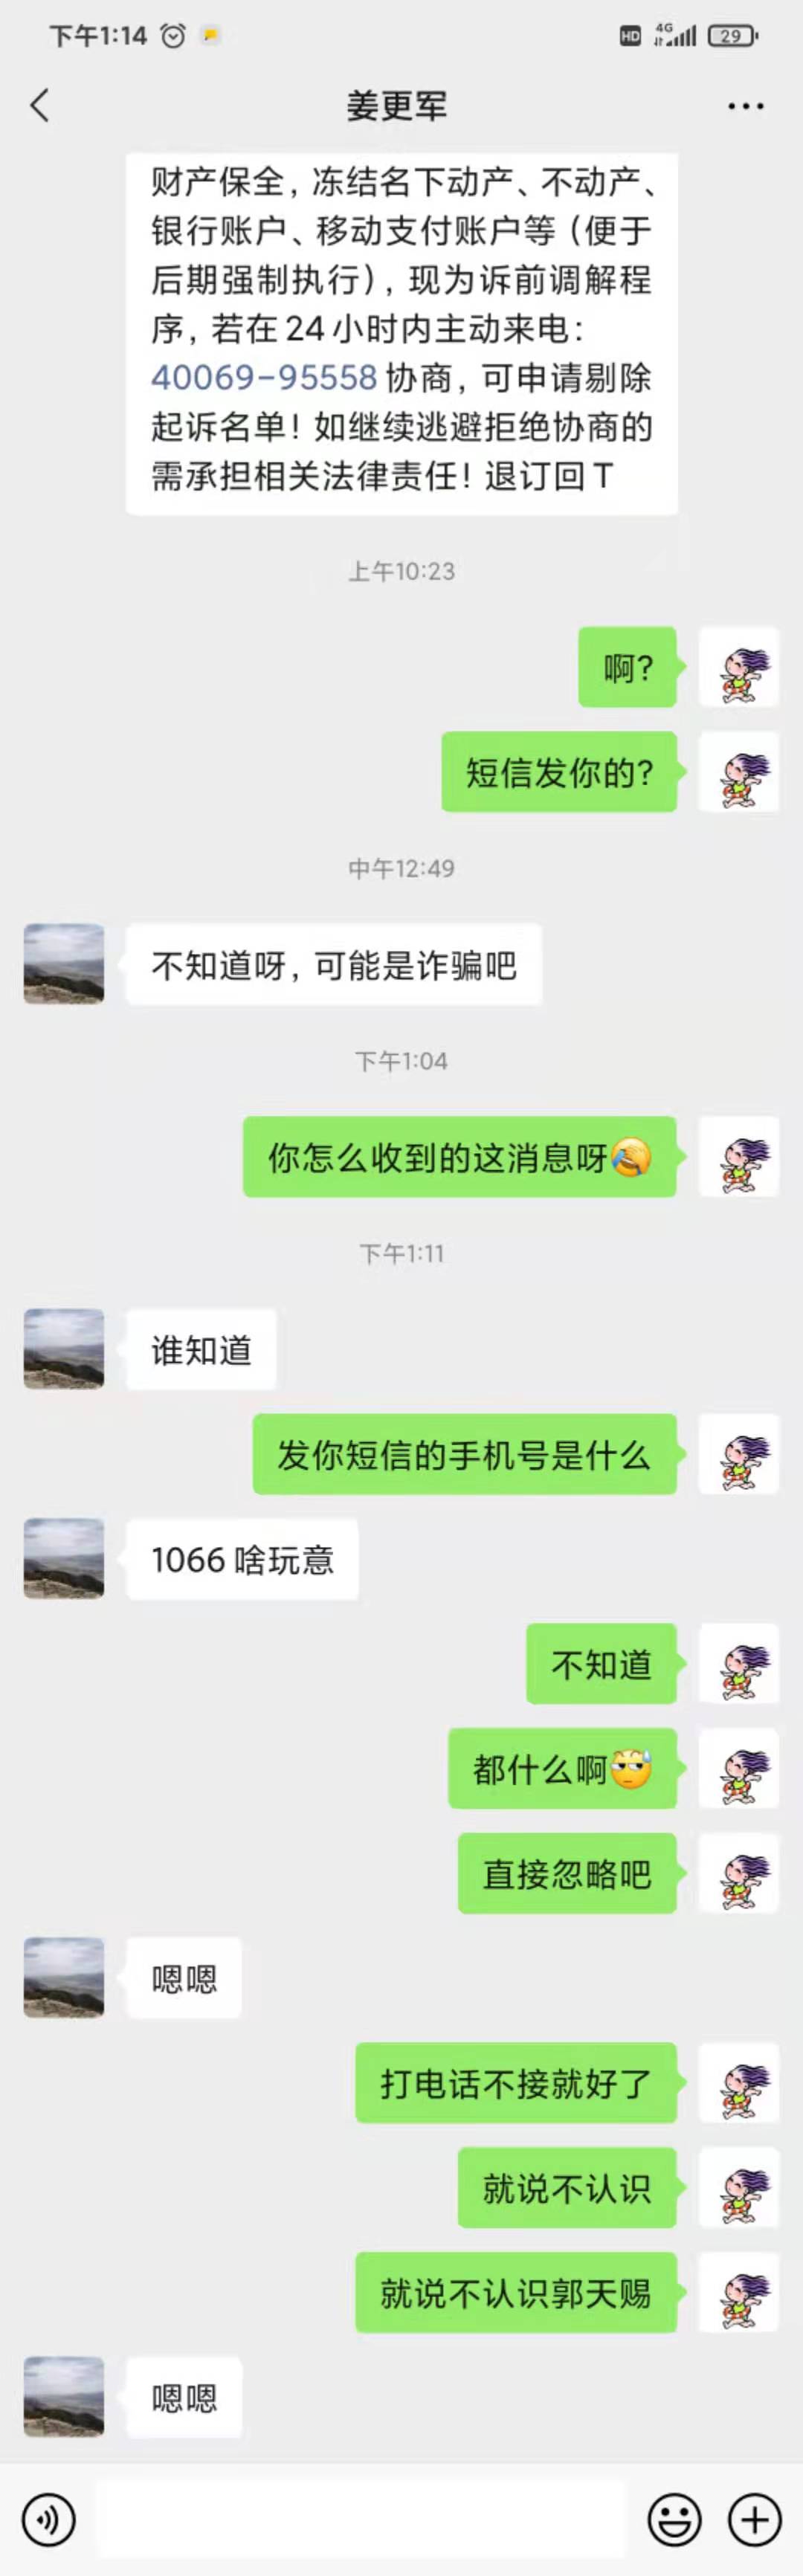 下午1:14
HD 4G 29
姜更军
财产保全，冻结名下动产、不动产、
银行账户、移动支付账户等（便于
后期强制执行），现为诉前调解程
序，若在24小时内主动来电：
40069-95558协商，可申请剔除
起诉名单！如继续逃避拒绝协商的
需承担相关法律责任！退订回T
上午10:23
啊？
短信发你的？
中午12:49
不知道呀，可能是诈骗吧
下午1:04
你怎么收到的这消息呀
下午1:11
谁知道
发你短信的手机号是什么
1066啥玩意
不知道
都什么啊
直接忽略吧
嗯嗯
打电话不接就好了
就说不认识
就说不认识郭天赐
嗯嗯